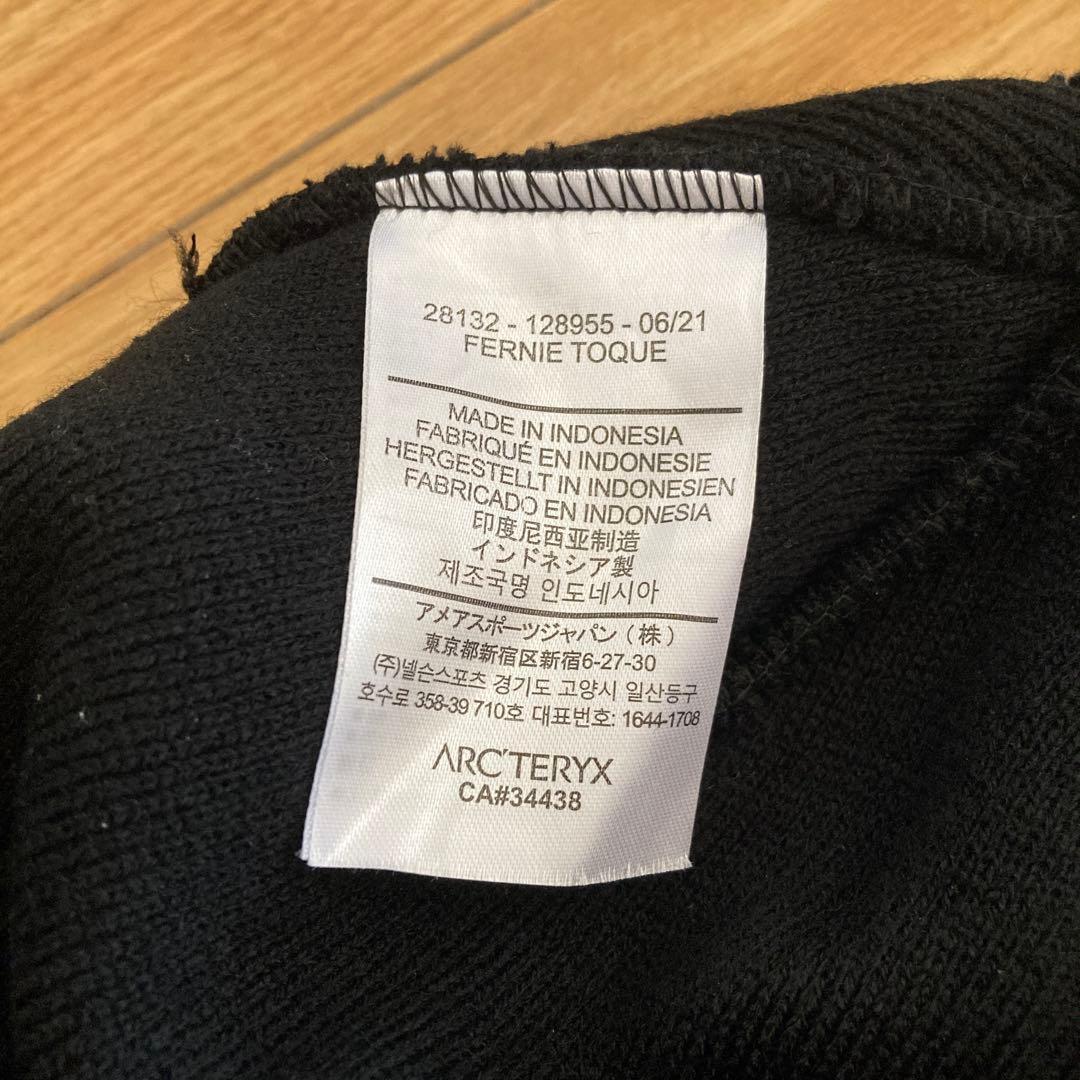 28132 - 128955 - 06/21
FERNIE TOQUE
MADE IN INDONESIA
FABRIQUÉ EN INDONESIE
HERGESTELLT IN INDONESIEN
FABRICADO EN INDONESIA
印度尼西亚制造
インドネシア製
제조국명 인도네시아
アメアスポーツジャパン（株）
東京都新宿区新宿6-27-30
(주)넬슨스포츠 경기도 고양시 일산동구
호수로 358-39 710호 대표번호: 1644-1708
ARC'TERYX
CA#34438